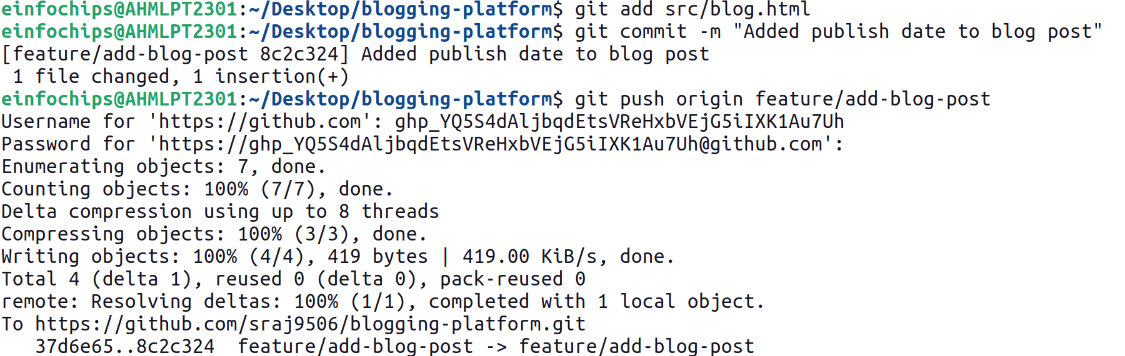 einfochips@AHMLPT2301:~/Desktop/blogging-platform$ git add src/blog.html
einfochips@AHMLPT2301:~/Desktop/blogging-platform$ git commit -m "Added publish date to blog post"
[feature/add-blog-post 8c2c324] Added publish date to blog post
 1 file changed, 1 insertion(+)
einfochips@AHMLPT2301:~/Desktop/blogging-platform$ git push origin feature/add-blog-post
Username for 'https://github.com': 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
Password for 'https://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@github.com':
Enumerating objects: 7, done.
Counting objects: 100% (7/7), done.
Delta compression using up to 8 threads
Compressing objects: 100% (3/3), done.
Writing objects: 100% (4/4), 419 bytes | 419.00 KiB/s, done.
Total 4 (delta 1), reused 0 (delta 0), pack-reused 0
remote: Resolving deltas: 100% (1/1), completed with 1 local object.
To https://github.com/sraj9506/blogging-platform.git
   37d6e65..8c2c324  feature/add-blog-post -> feature/add-blog-post